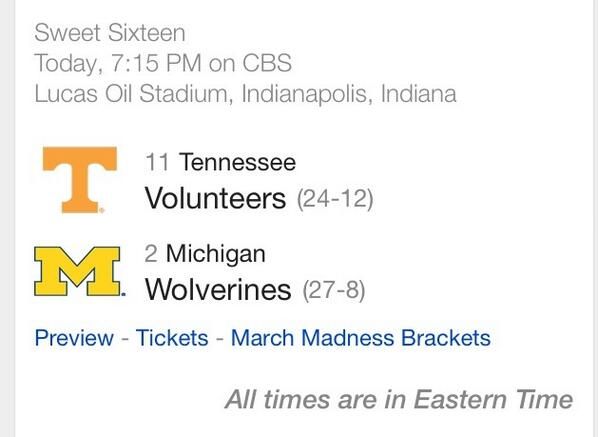 Sweet Sixteen
Today, 7:15 PM on CBS
Lucas Oil Stadium, Indianapolis, Indiana
T
11 Tennessee
Volunteers (24-12)
M
2 Michigan
Wolverines (27-8)
Preview - Tickets - March Madness Brackets
All times are in Eastern Time